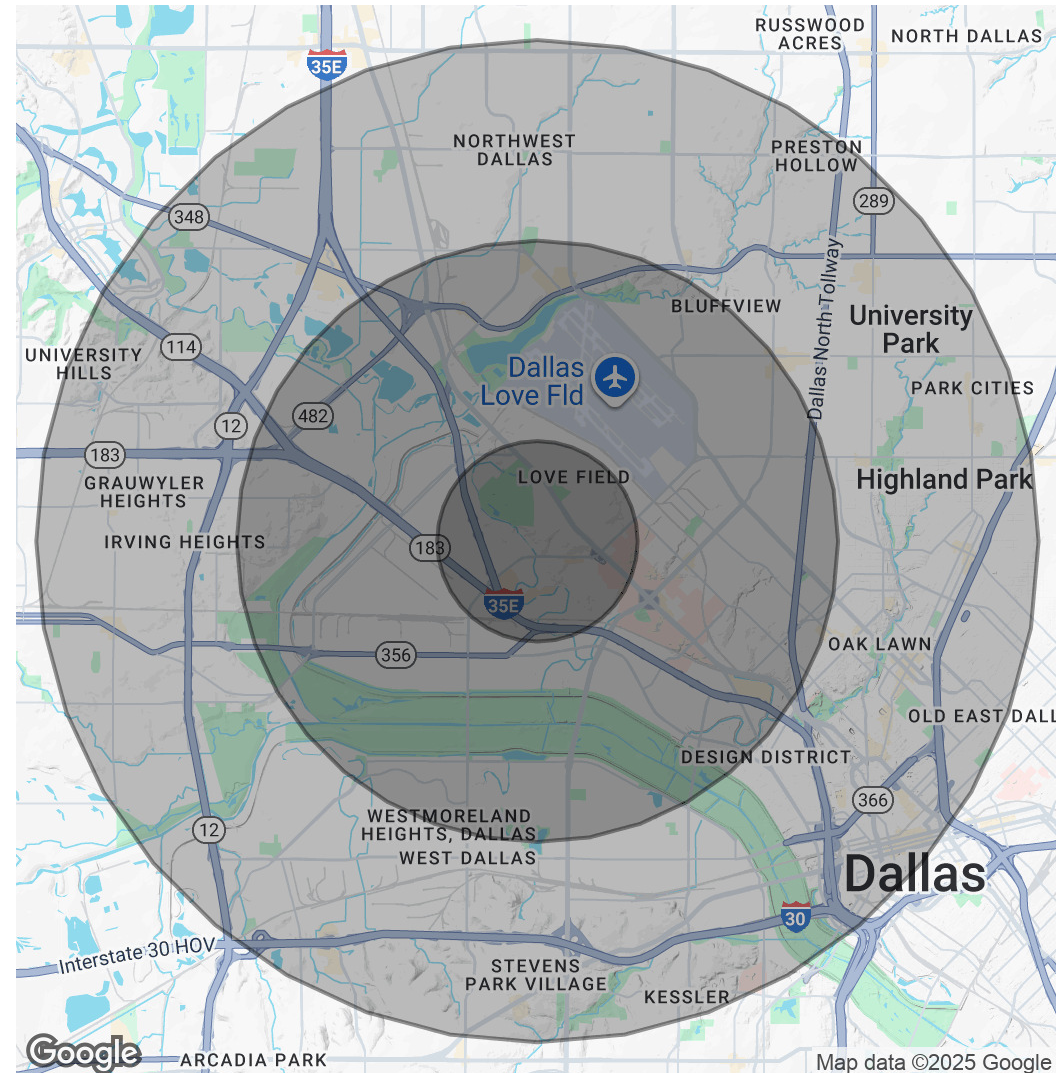 RUSSWOOD
ACRES
NORTH DALLAS
35E
NORTHWEST
DALLAS
PRESTON
HOLLOW
289
348
Dallas North Tollway
BLUFFVIEW
University
Park
114
UNIVERSITY
HILLS
Dallas
Love Fld
PARK CITIES
482
12
183
GRAUWYLER
HEIGHTS
LOVE FIELD
Highland Park
IRVING HEIGHTS
183
35E
356
OAK LAWN
OLD EAST DALL
DESIGN DISTRICT
366
WESTMORELAND
HEIGHTS, DALLAS
12
WEST DALLAS
Dallas
30
Interstate 30 HOV
STEVENS
PARK VILLAGE
KESSLER
Google
ARCADIA PARK
Map data ©2025 Google